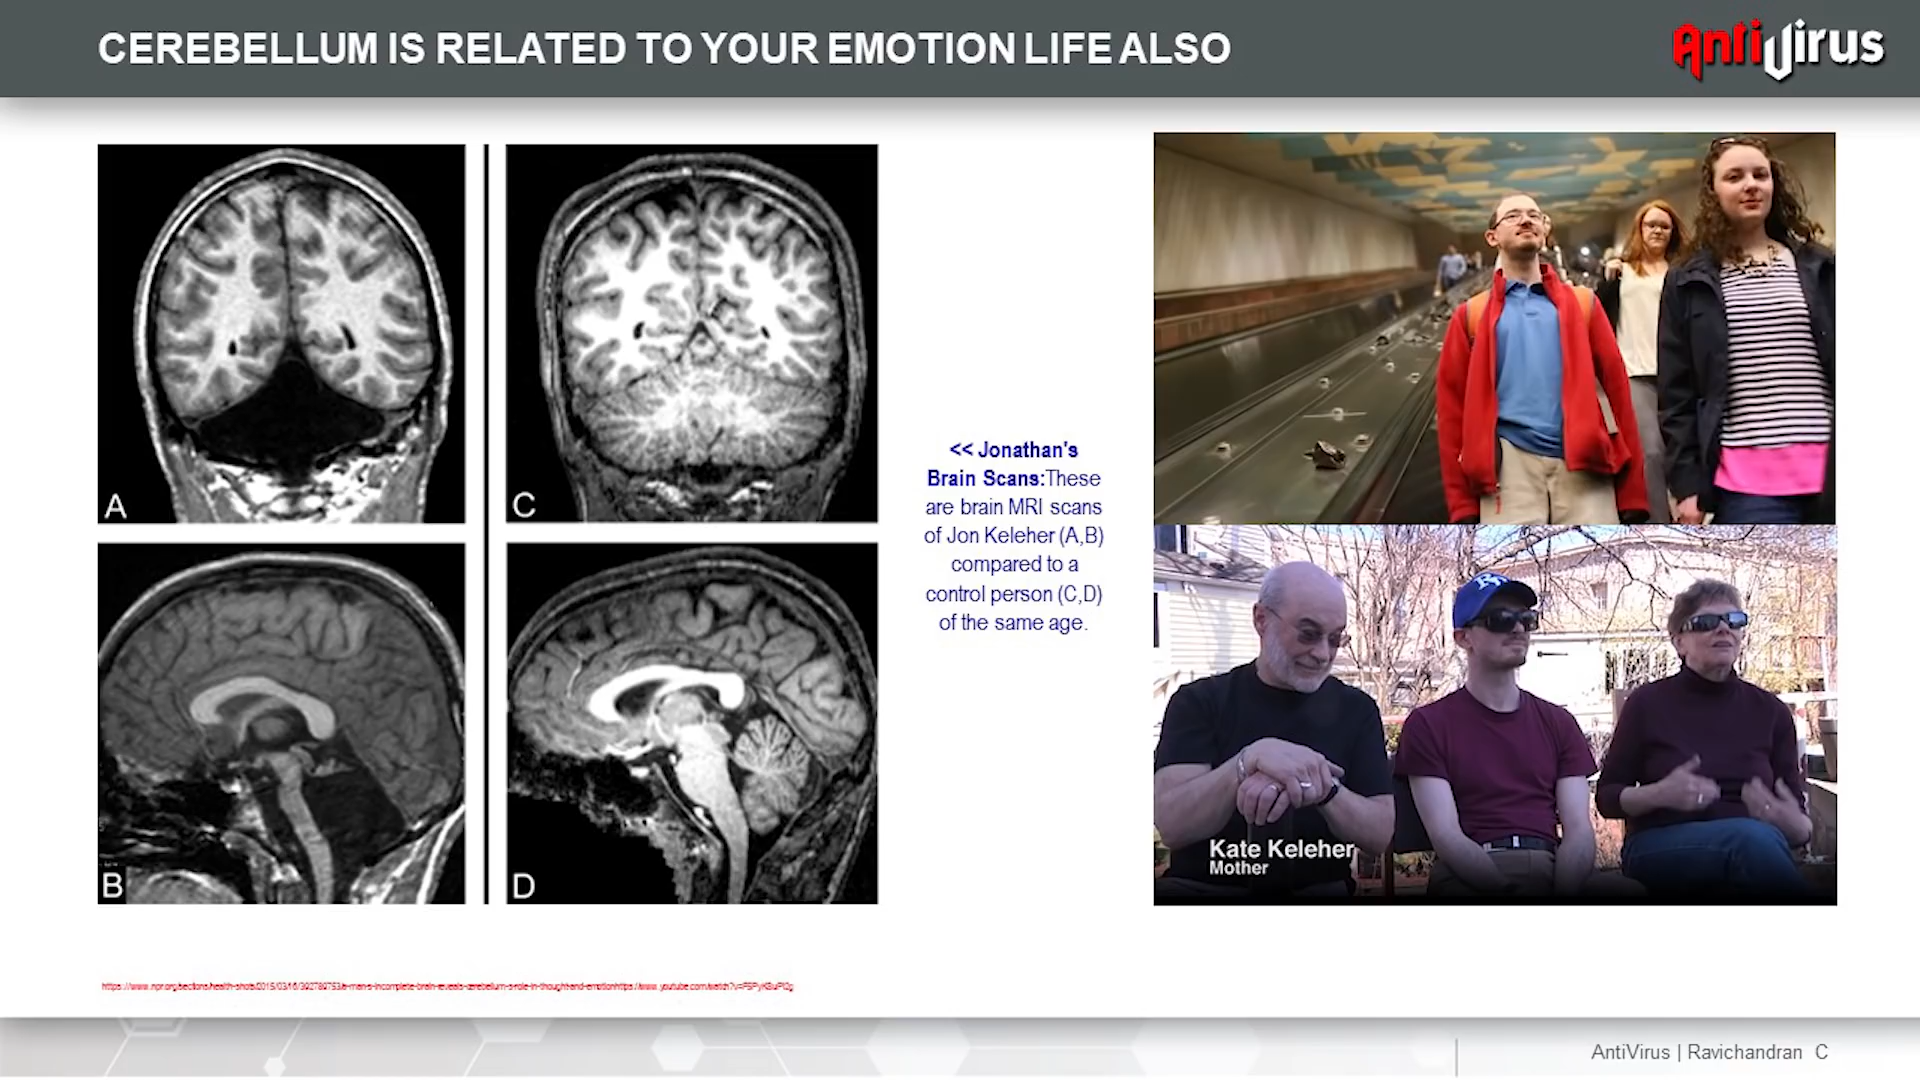 CEREBELLUM IS RELATED TO YOUR EMOTION LIFE ALSO
AntiVirus
A
C
B
D
<< Jonathan's
Brain Scans:These
are brain MRI scans
of Jon Keleher (A,B)
compared to a
control person (C,D)
of the same age.
Kate Keleher
Mother
AntiVirus | Ravichandran C